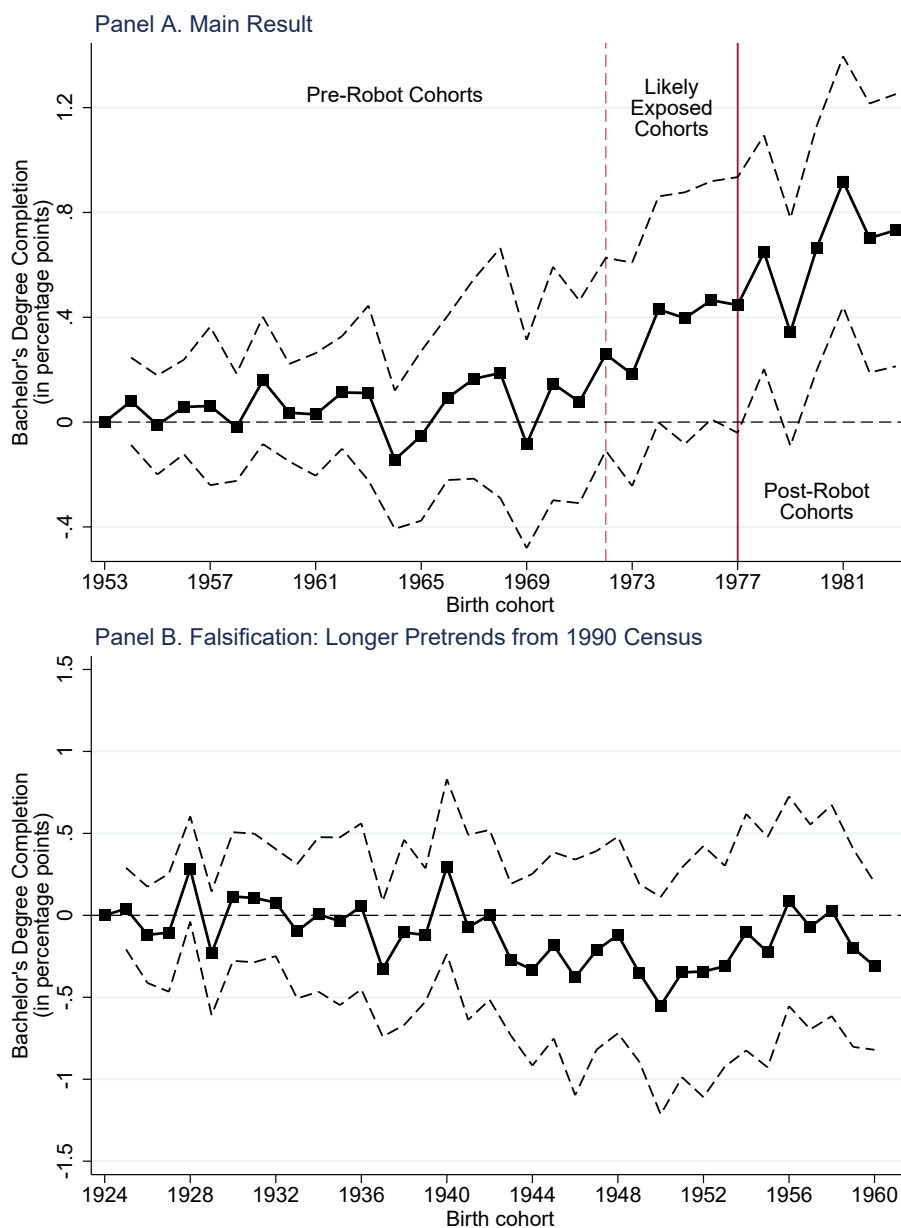 Panel A. Main Result
Bachelor's Degree Completion
(in percentage points)
1.2
.8
.4
0
-.4
Pre-Robot Cohorts
Likely
Exposed
Cohorts
Post-Robot
Cohorts
1953 1957 1961 1965 1969 1973 1977 1981
Birth cohort
Panel B. Falsification: Longer Pretrends from 1990 Census
Bachelor's Degree Completion
(in percentage points)
1.5
1
.5
0
-.5
-1
-1.5
1924 1928 1932 1936 1940 1944 1948 1952 1956 1960
Birth cohort